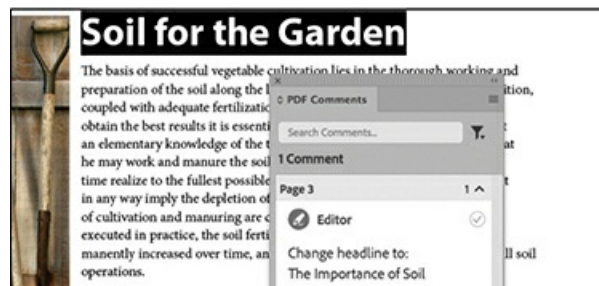 Soil for the Garden
The basis of successful vegetable cultivation lies in the thorough working and
preparation of the soil along the
coupled with adequate fertilizatio
obtain the best results it is essenti
an elementary knowledge of the
he may work and manure the soil
time realize to the fullest possible
in any way imply the depletion of
of cultivation and manuring are
executed in practice, the soil ferti
manently increased over time, an
operations.
ition,
at
ll soil
PDF Comments
Search Comments...
1 Comment
Page 3 1
Editor
Change headline to:
The Importance of Soil